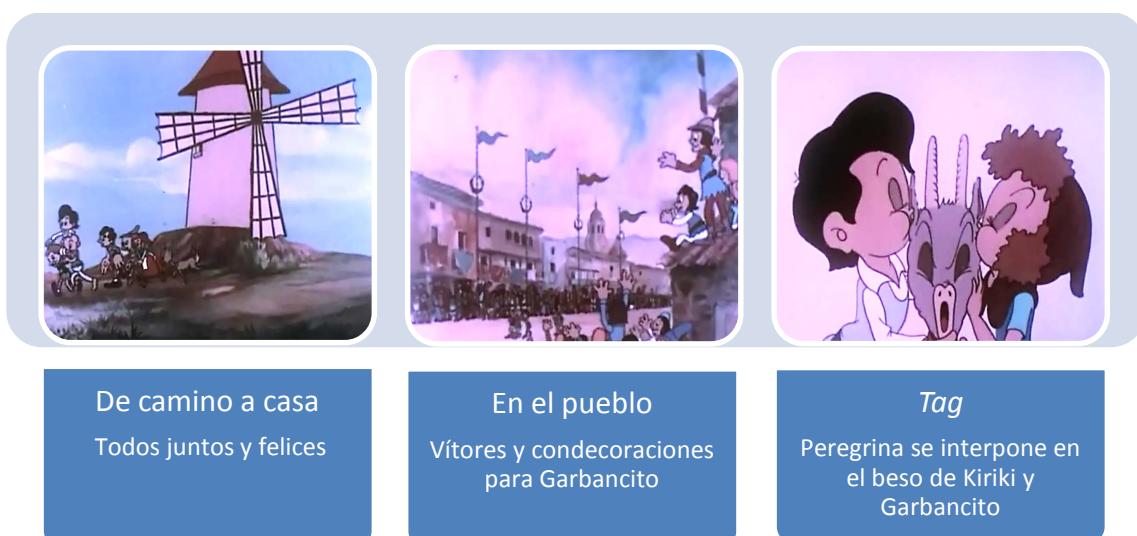 De camino a casa
Todos juntos y felices
En el pueblo
Vítores y condecoraciones
para Garbancito
Tag
Peregrina se interpone en
el beso de Kiriki y
Garbancito